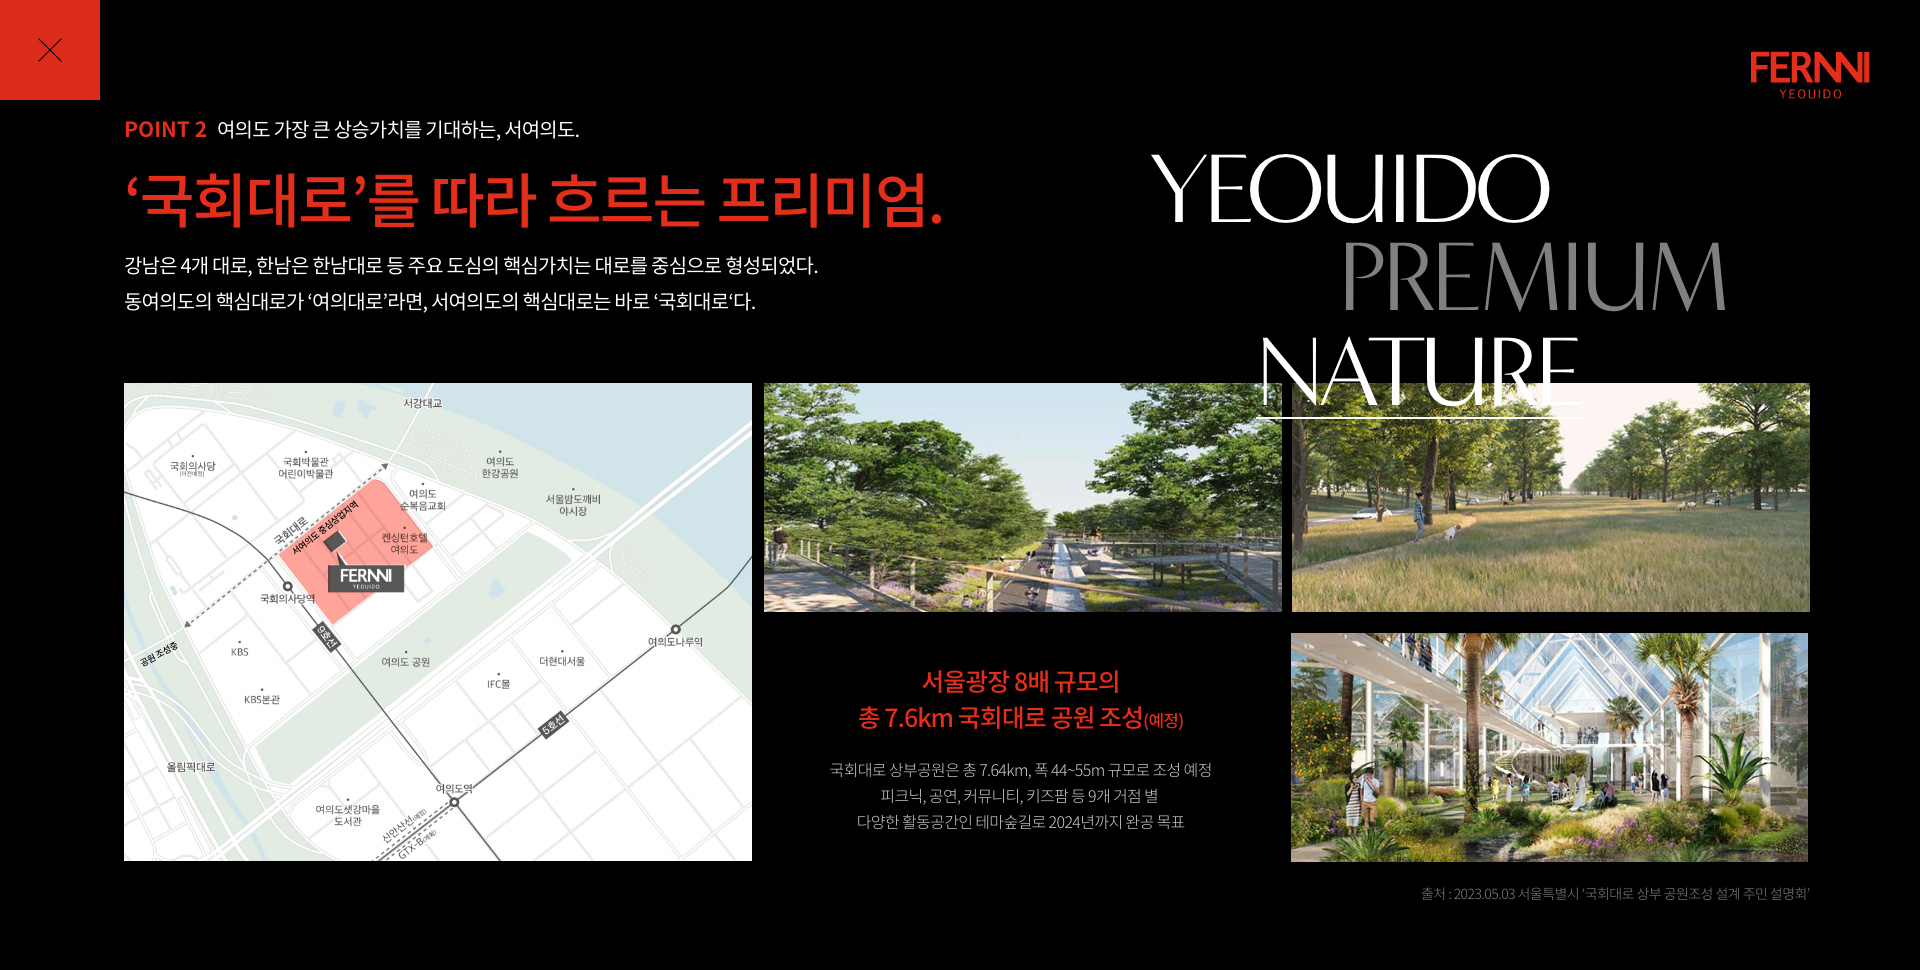 FERNNI
YEOUIDO
POINT 2 여의도 가장 큰 상승가치를 기대하는, 서여의도.
‘국회대로’를 따라 흐르는 프리미엄.
강남은 4개 대로, 한남은 한남대로 등 주요 도심의 핵심가치는 대로를 중심으로 형성되었다.
동여의도의 핵심대로가 ‘여의대로’라면, 서여의도의 핵심대로는 바로 ‘국회대로‘다.
YEOUIDO
PREMIUM
NATURE
서강대교
국회의사당
(이전예정)
국회박물관
어린이박물관
여의도
한강공원
여의도
순복음교회
서울밤도깨비
야시장
국회대로
서여의도 중심상업지역
켄싱턴호텔
여의도
FERNNI
YEOUIDO
국회의사당역
9호선
공원 조성중
KBS
여의도 공원
더현대서울
여의도나루역
IFC몰
KBS본관
5호선
올림픽대로
여의도역
여의도샛강마을
도서관
신안산선(예정)
GTX-B(계획)
서울광장 8배 규모의
총 7.6km 국회대로 공원 조성(예정)
국회대로 상부공원은 총 7.64km, 폭 44~55m 규모로 조성 예정
피크닉, 공연, 커뮤니티, 키즈팜 등 9개 거점 별
다양한 활동공간인 테마숲길로 2024년까지 완공 목표
출처 : 2023.05.03 서울특별시 ‘국회대로 상부 공원조성 설계 주민 설명회’